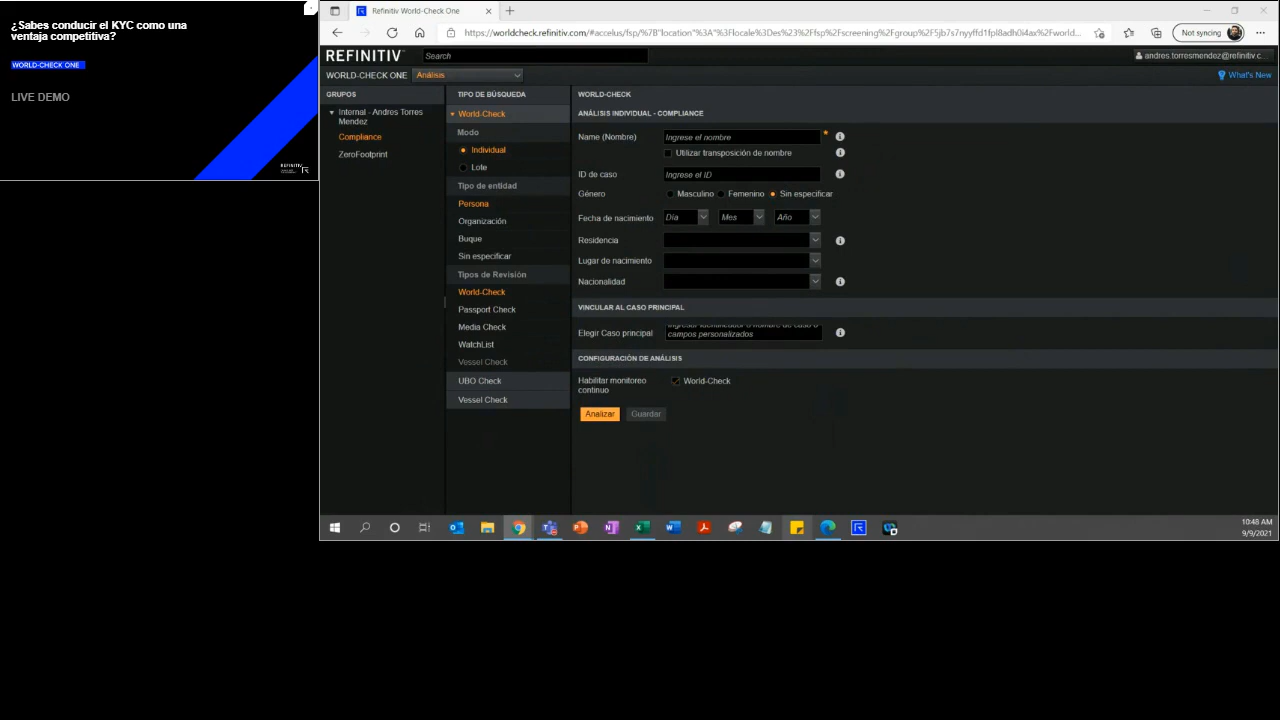 ¿Sabes conducir el KYC como una
ventaja competitiva?
WORLD-CHECK ONE
LIVE DEMO
REFINITIV
Refinitiv World-Check One
https://worldcheck.refinitiv.com/#accelus/fsp/%7B"location"%3A"%3Flocale%3Des%23%2Ffsp%2Fscreening%2Fgroup%2F5jb7s7nyyffd1fpl8adh0i4ax%2Fworld...
Not syncing
REFINITIV
Search
andres.torresmendez@refinitiv.c...
WORLD-CHECK ONE
Análisis
What's New
GRUPOS
Internal - Andres Torres
Mendez
Compliance
ZeroFootprint
TIPO DE BÚSQUEDA
World-Check
Modo
Individual
Lote
Tipo de entidad
Persona
Organización
Buque
Sin especificar
Tipos de Revisión
World-Check
Passport Check
Media Check
WatchList
Vessel Check
UBO Check
Vessel Check
WORLD-CHECK
ANÁLISIS INDIVIDUAL - COMPLIANCE
Name (Nombre)
Ingrese el nombre
*
Utilizar transposición de nombre
ID de caso
Ingrese el ID
Género
Masculino
Femenino
Sin especificar
Fecha de nacimiento
Día
Mes
Año
Residencia
Lugar de nacimiento
Nacionalidad
VINCULAR AL CASO PRINCIPAL
Elegir Caso principal
Ingresar identificador o nombre de caso o
campos personalizados
CONFIGURACIÓN DE ANÁLISIS
Habilitar monitoreo
continuo
World-Check
Analizar
Guardar
10:48 AM
9/9/2021